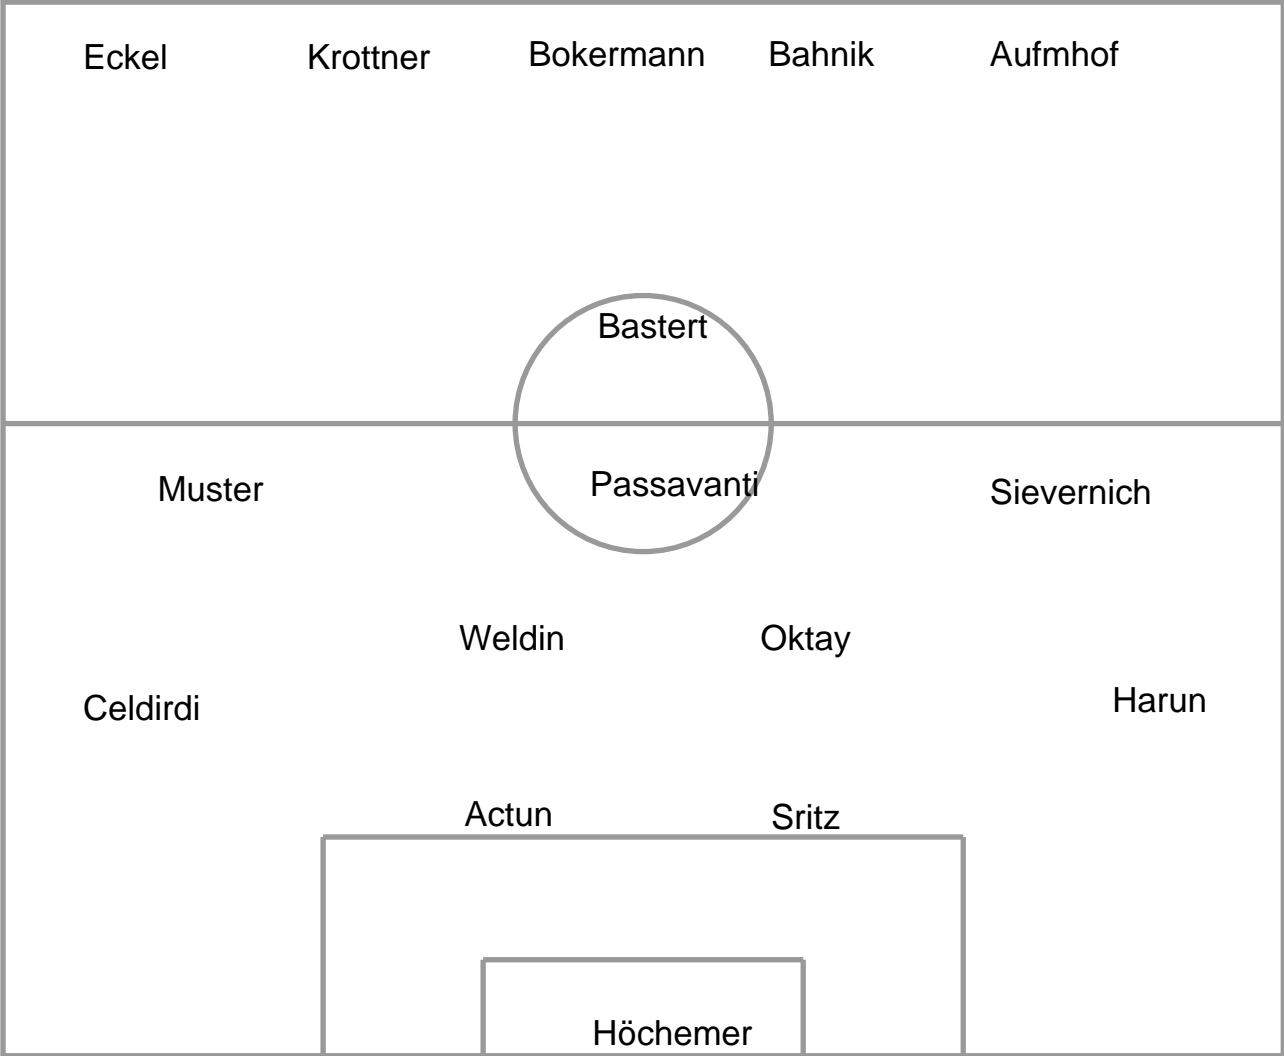 Eckel Krottner Bokermann Bahnik Aufmhof
Bastert
Muster Passavanti Sievernich
Weldin Oktay
Celdirdi Harun
Actun Sritz
Höchemer